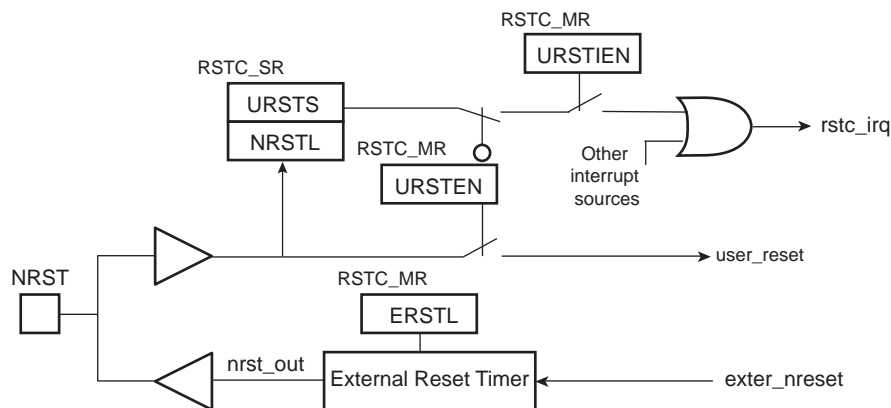 RSTC_MR
URSTIEN
RSTC_SR
URSTS
NRSTL
RSTC_MR
URSTEN
rstc_irq
Other
interrupt
sources
NRST
user_reset
RSTC_MR
ERSTL
nrst_out
External Reset Timer
exter_nreset